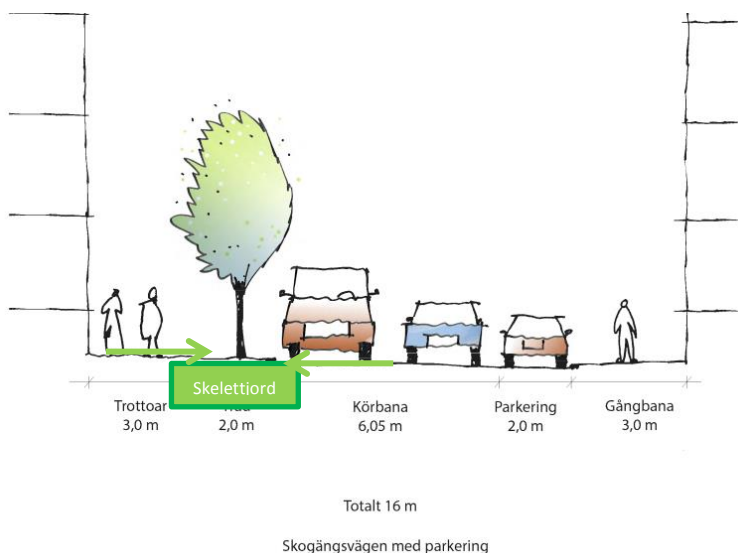 Skelettjord
Trottoar
3,0 m
2,0 m
Körbana
6,05 m
Parkering
2,0 m
Gångbana
3,0 m
Totalt 16 m
Skogängsvägen med parkering